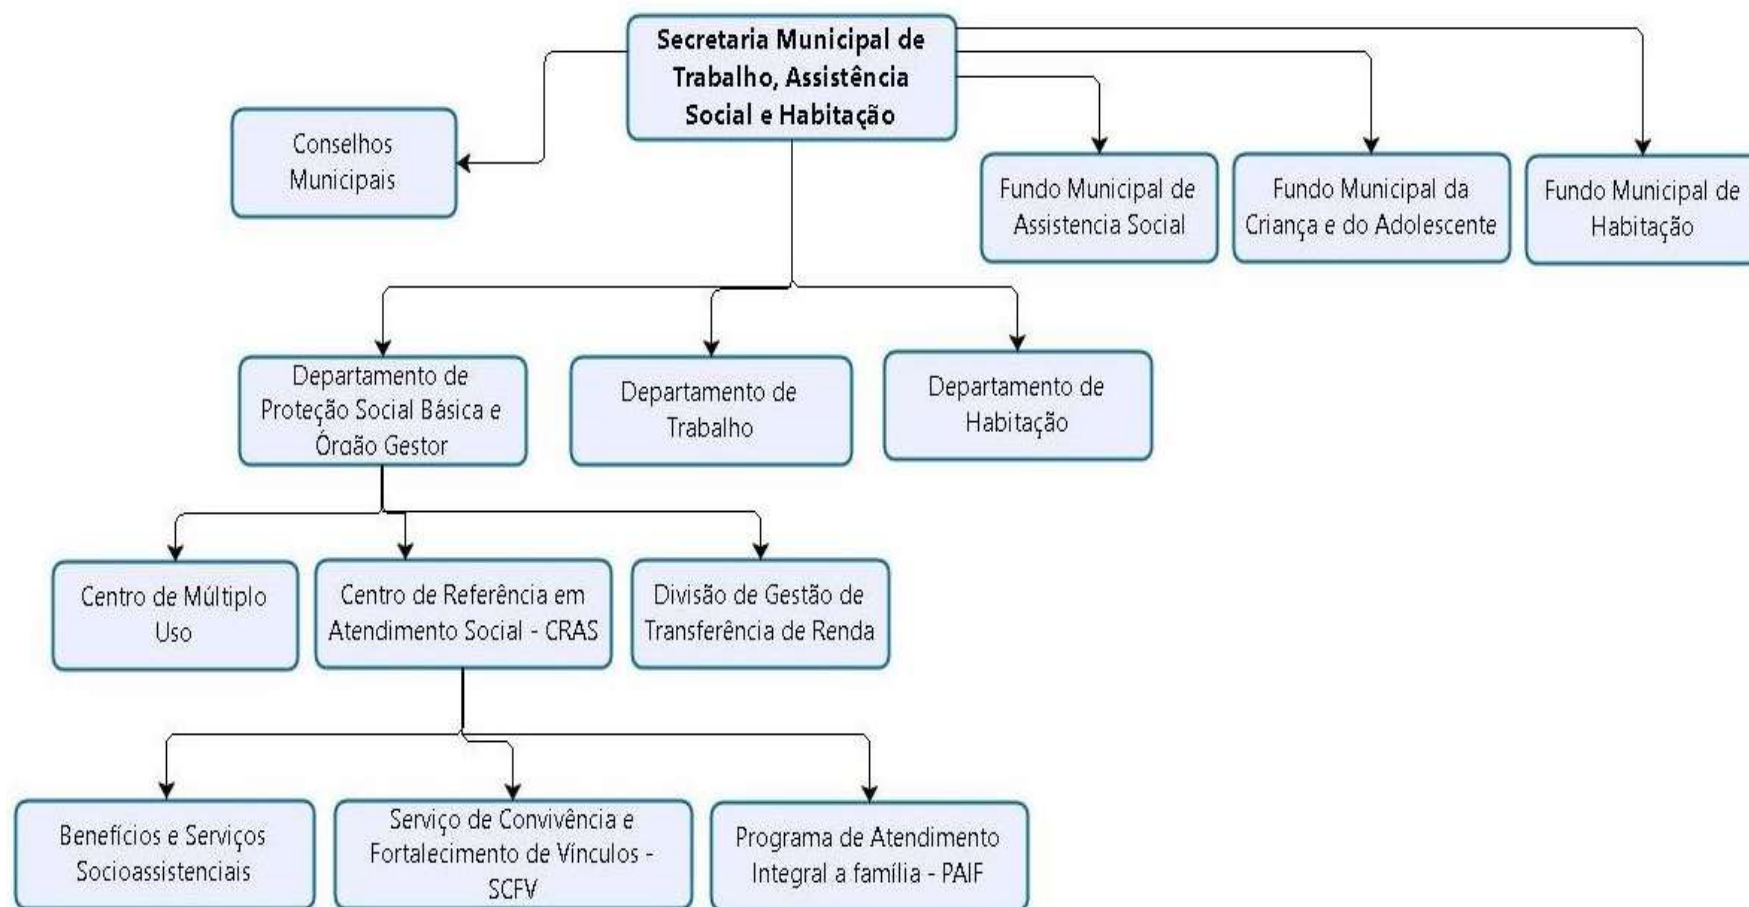 Secretaria Municipal de
Trabalho, Assistência
Social e Habitação
Conselhos
Municipais
Fundo Municipal de
Assistencia Social
Fundo Municipal da
Criança e do Adolescente
Fundo Municipal de
Habitação
Departamento de
Proteção Social Básica e
Órgão Gestor
Departamento de
Trabalho
Departamento de
Habitação
Centro de Múltiplo
Uso
Centro de Referência em
Atendimento Social - CRAS
Divisão de Gestão de
Transferência de Renda
Benefícios e Serviços
Socioassistenciais
Serviço de Convivência e
Fortalecimento de Vínculos -
SCFV
Programa de Atendimento
Integral a família - PAIF